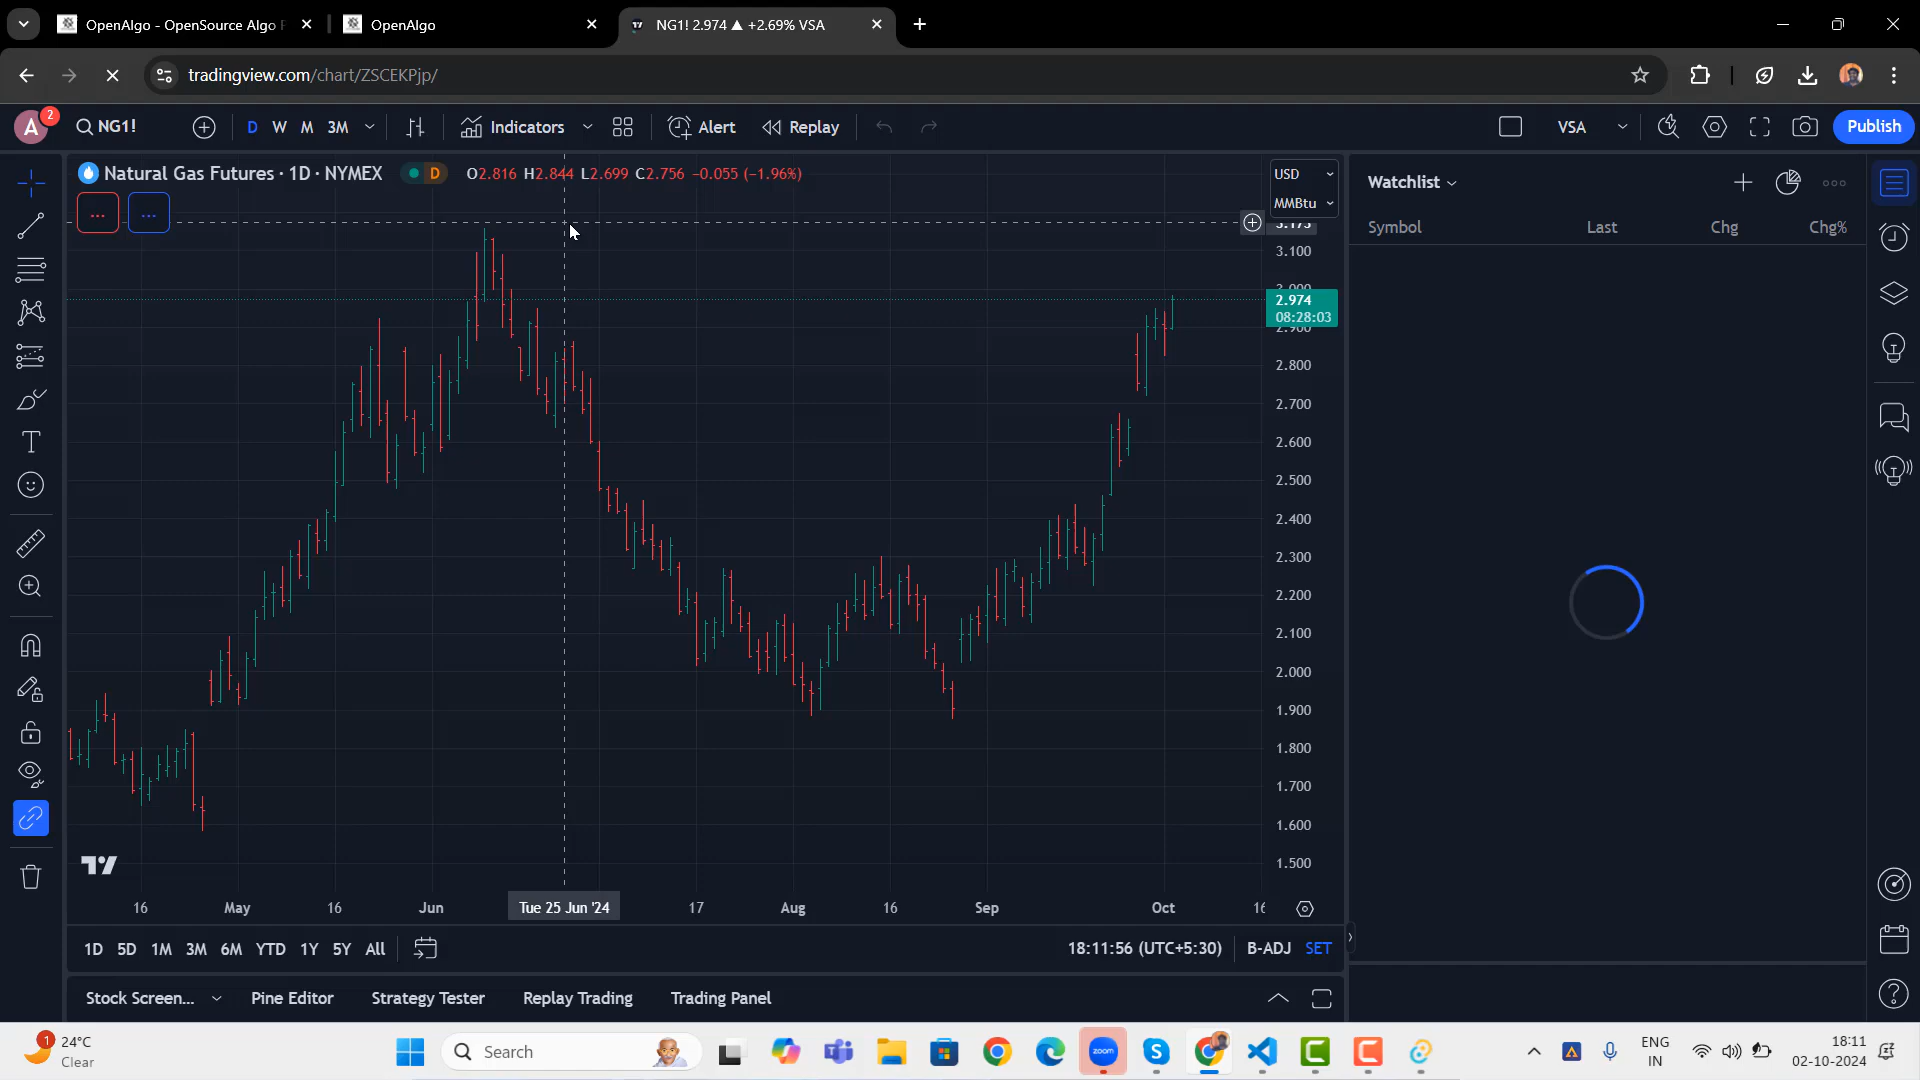 OpenAlgo - OpenSource Algo
OpenAlgo
NG1! 2.974 ▲ +2.69% VSA
tradingview.com/chart/ZSCEKPjp/
A
2
NG1!
D
W
M
3M
Indicators
Alert
Replay
VSA
Publish
Natural Gas Futures · 1D · NYMEX
D
O2.816 H2.844 L2.699 C2.756 −0.055 (−1.96%)
USD
MMBtu
...
...
3.100
2.974
08:28:03
2.900
2.800
2.700
2.600
2.500
2.400
2.300
2.200
2.100
2.000
1.900
1.800
1.700
1.600
1.500
Watchlist
Symbol
Last
Chg
Chg%
16
May
16
Jun
Tue 25 Jun '24
17
Aug
16
Sep
Oct
16
1D
5D
1M
3M
6M
YTD
1Y
5Y
All
18:11:56 (UTC+5:30)
B-ADJ
SET
Stock Screen...
Pine Editor
Strategy Tester
Replay Trading
Trading Panel
1
24°C
Clear
Search
zoom
ENG
IN
18:11
02-10-2024